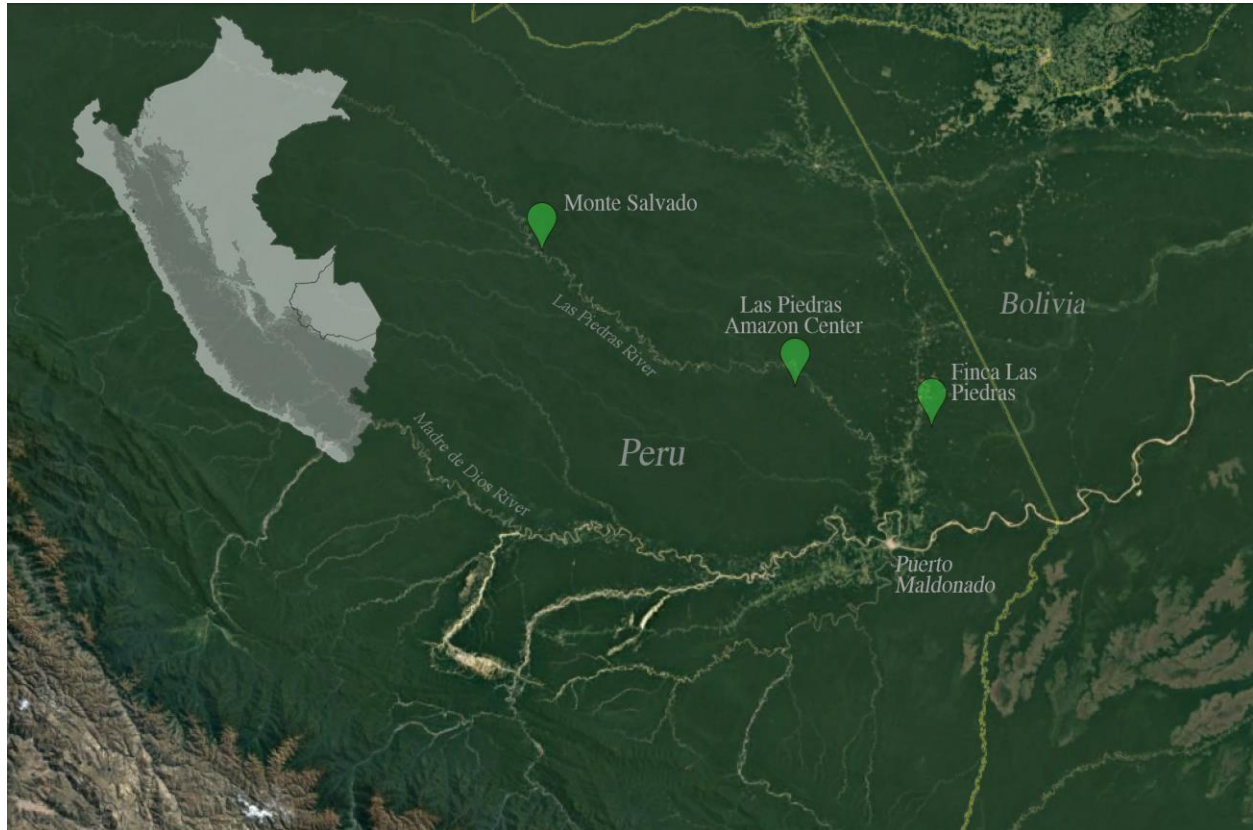 Monte Salvado
Las Piedras River
Las Piedras
Amazon Center
Bolivia
Finca Las
Piedras
Madre de Dios River
Peru
Puerto
Maldonado